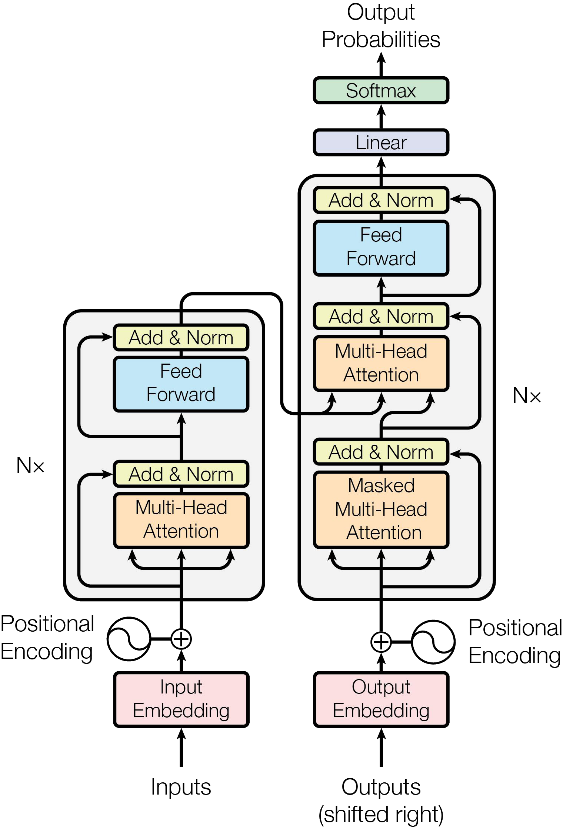 Output
Probabilities
Softmax
Linear
Add & Norm
Feed
Forward
Add & Norm
Multi-Head
Attention
Add & Norm
Masked
Multi-Head
Attention
N×
Positional
Encoding
Output
Embedding
Outputs
(shifted right)
Add & Norm
Feed
Forward
Add & Norm
Multi-Head
Attention
N×
Positional
Encoding
Input
Embedding
Inputs